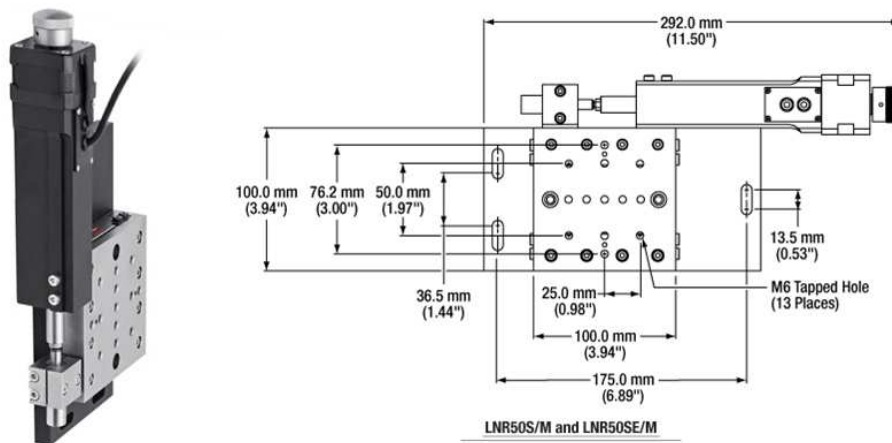 292.0 mm
(11.50")
100.0 mm
(3.94")
76.2 mm
(3.00")
50.0 mm
(1.97")
13.5 mm
(0.53")
36.5 mm
(1.44")
25.0 mm
(0.98")
M6 Tapped Hole
(13 Places)
100.0 mm
(3.94")
175.0 mm
(6.89")
LNR50S/M and LNR50SE/M